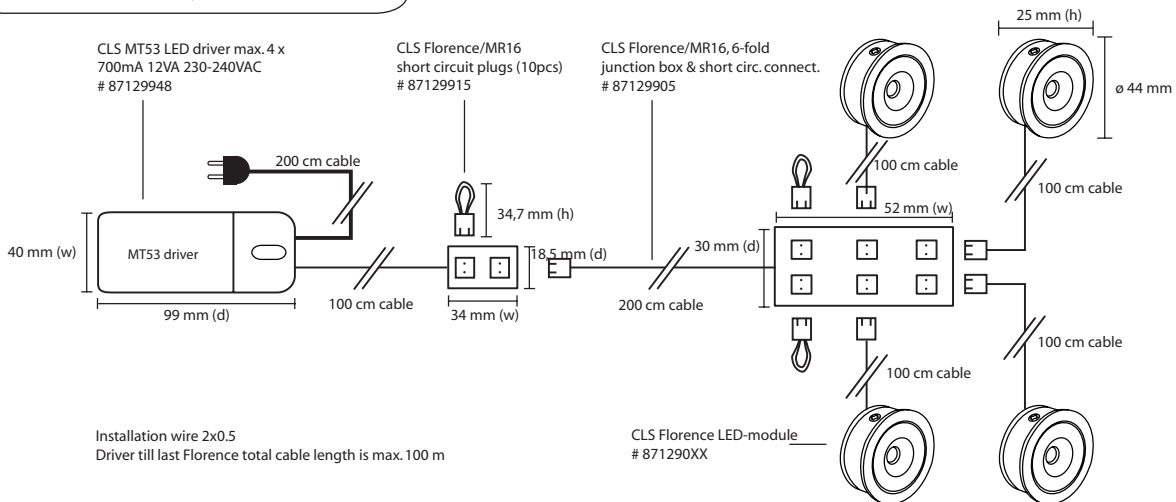 25 mm (h)
CLS MT53 LED driver max. 4 x
700mA 12VA 230-240VAC
# 87129948
CLS Florence/MR16
short circuit plugs (10pcs)
# 87129915
CLS Florence/MR16, 6-fold
junction box & short circ. connect.
# 87129905
ø 44 mm
200 cm cable
100 cm cable
100 cm cable
34,7 mm (h)
52 mm (w)
40 mm (w)
MT53 driver
18,5 mm (d)
30 mm (d)
100 cm cable
200 cm cable
99 mm (d)
34 mm (w)
100 cm cable
100 cm cable
Installation wire 2x0.5
Driver till last Florence total cable length is max. 100 m
CLS Florence LED-module
# 871290XX